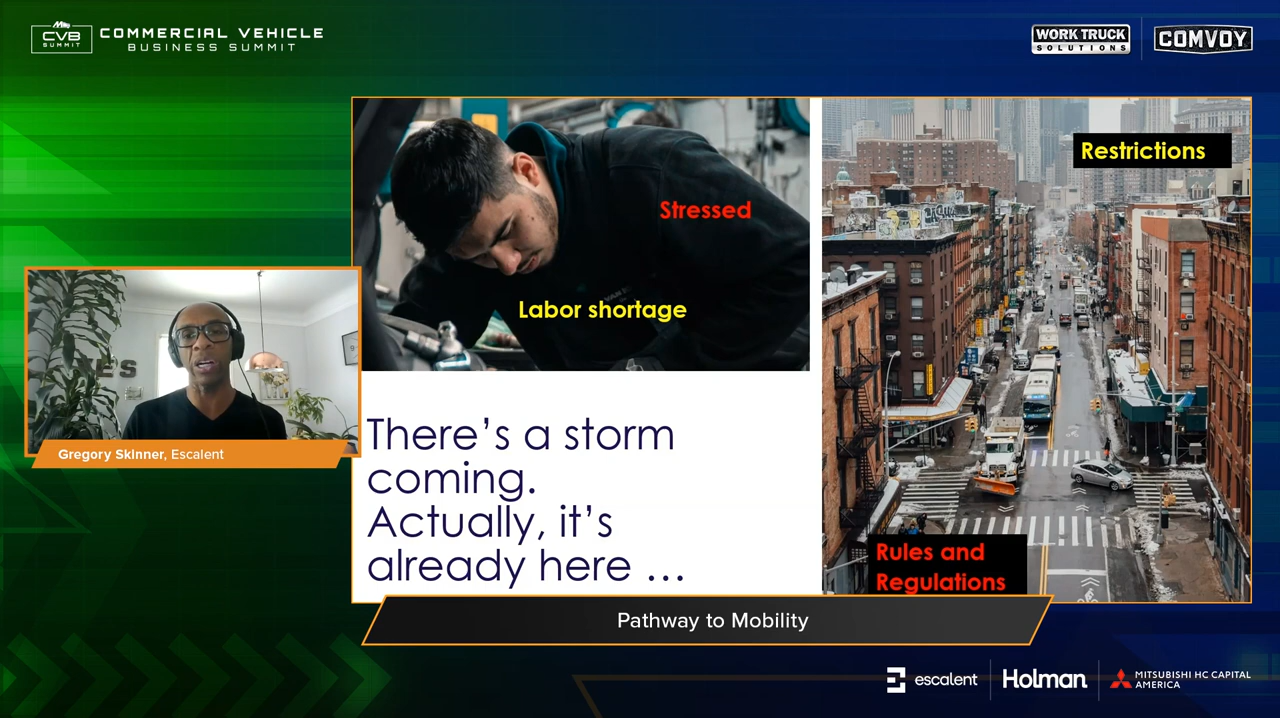 CVB
SUMMIT
COMMERCIAL VEHICLE
BUSINESS SUMMIT
WORK TRUCK
SOLUTIONS
COMVOY
Restrictions
Stressed
Labor shortage
Gregory Skinner, Escalent
There's a storm
coming.
Actually, it's
already here ...
Rules and
Regulations
Pathway to Mobility
escalent
Holman
MITSUBISHI HC CAPITAL
AMERICA